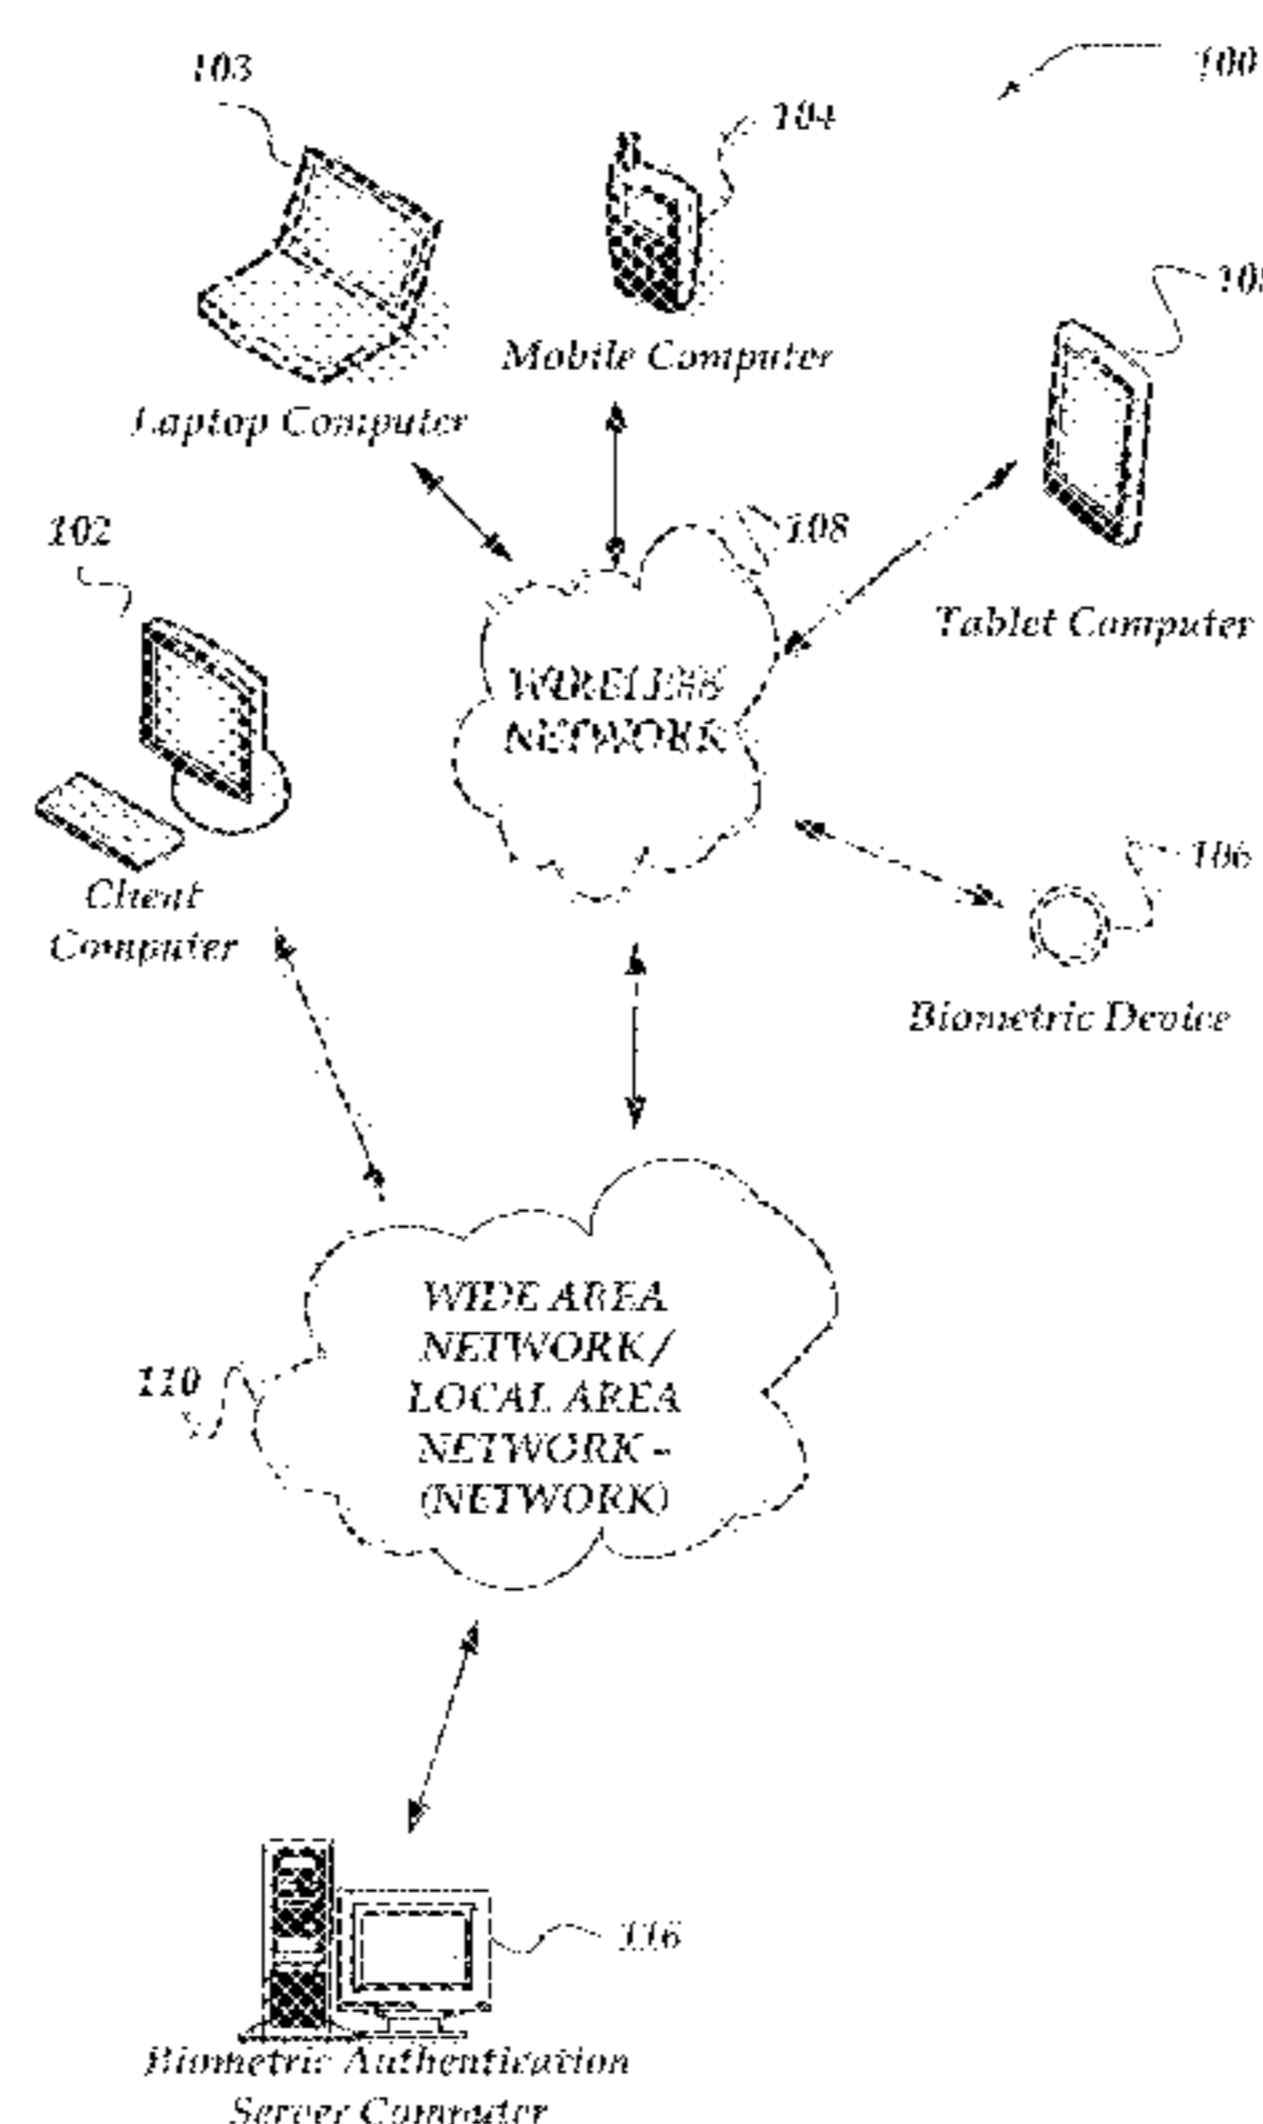 103
100
104
Mobile Computer
Laptop Computer
102
108
Tablet Computer
WIRELESS
NETWORK
106
Client
Computer
Biometric Device
WIDE AREA
NETWORK/
LOCAL AREA
NETWORK -
(NETWORK)
110
116
Biometric Authentication
Server Computer